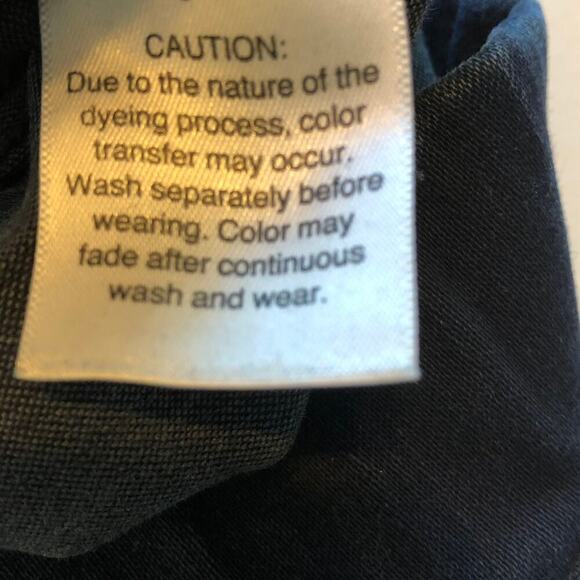 CAUTION:
Due to the nature of the
dyeing process, color
transfer may occur.
Wash separately before
wearing. Color may
fade after continuous
wash and wear.